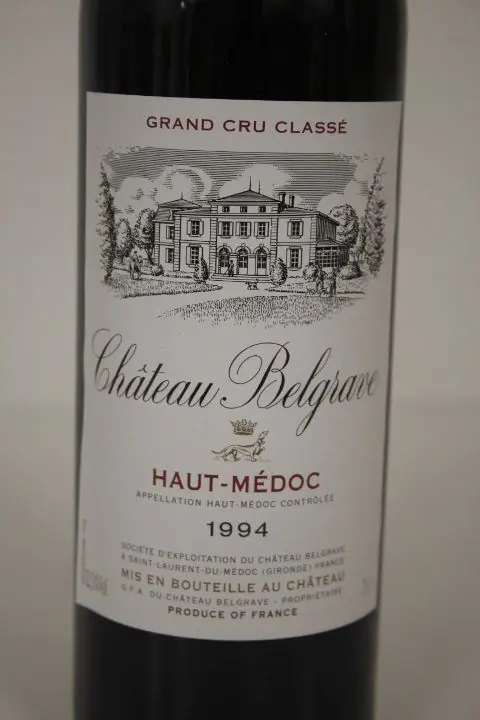 GRAND CRU CLASSÉ
Château Belgrave
HAUT-MÉDOC
APPELLATION HAUT-MÉDOC CONTRÔLÉE
1994
SOCIÉTÉ D'EXPLOITATION DU CHÂTEAU BELGRAVE
A SAINT-LAURENT-DU-MÉDOC (GIRONDE) FRANCE
MIS EN BOUTEILLE AU CHÂTEAU
G.F.A. DU CHÂTEAU BELGRAVE - PROPRIÉTAIRE
PRODUCE OF FRANCE